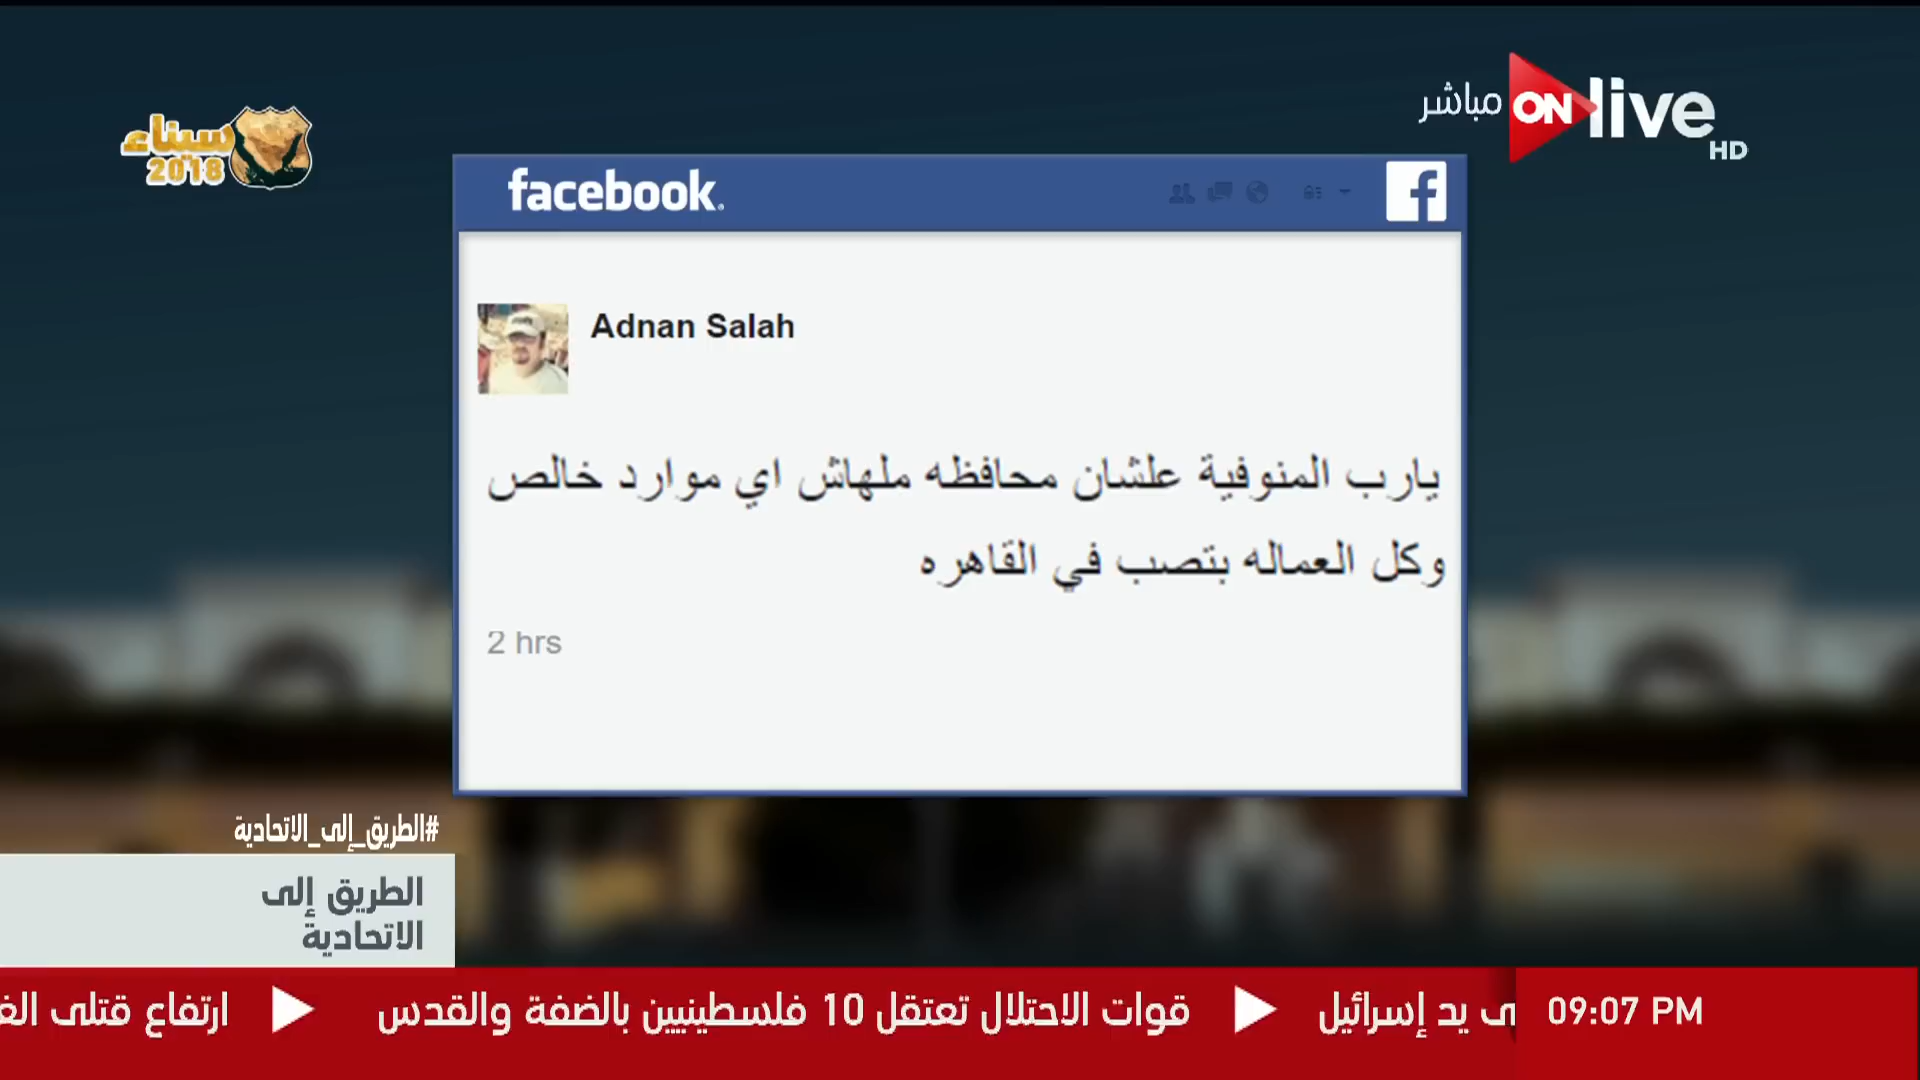 مباشر ON live
HD
سيناء
2018
facebook
Adnan Salah
يارب المنوفية علشان محافظه ملهاش اي موارد خالص
وكل العماله بتصب في القاهره
2 hrs
#الطريق_إلى_الاتحادية
الطريق إلى
الاتحادية
يد إسرائيل ◀ قوات الاحتلال تعتقل 10 فلسطينيين بالضفة والقدس ◀ ارتفاع قتلى
09:07 PM